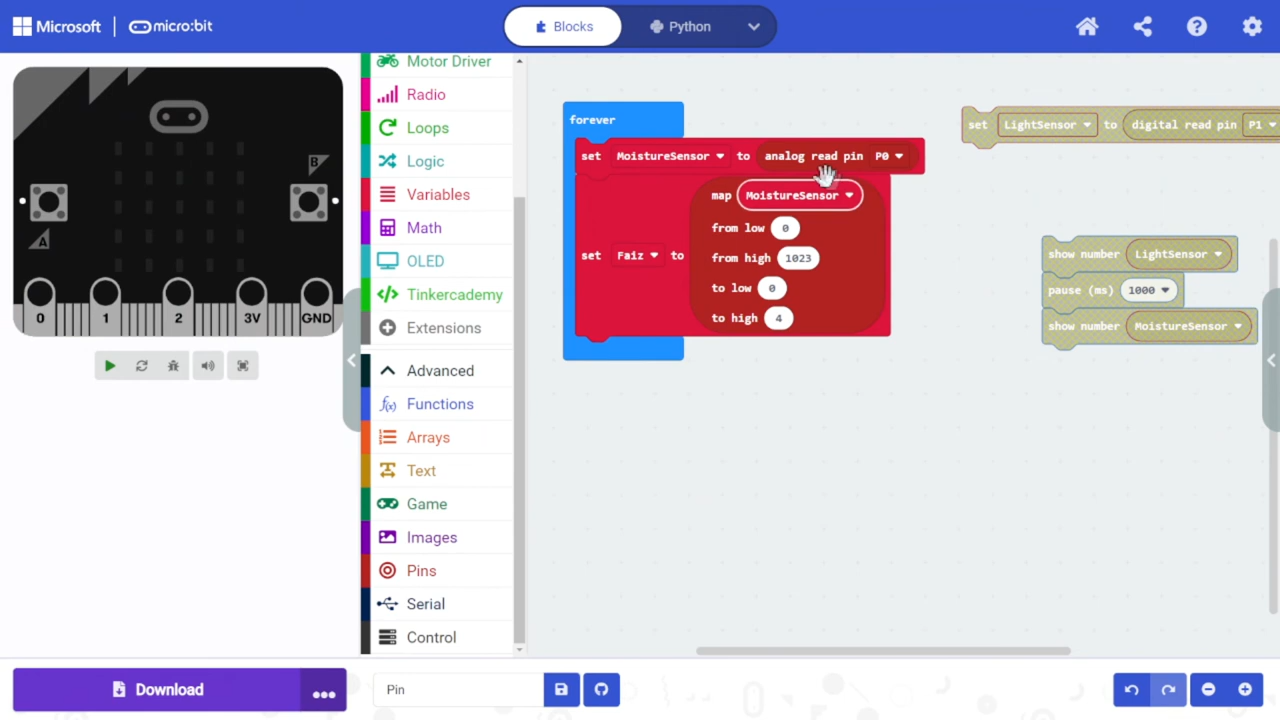 Microsoft
micro:bit
Blocks
Python
B
A
0
1
2
3V
GND
Motor Driver
Radio
Loops
Logic
Variables
Math
OLED
Tinkercademy
Extensions
Advanced
Functions
Arrays
Text
Game
Images
Pins
Serial
Control
forever
set MoistureSensor to analog read pin P0
set Faiz to map MoistureSensor
from low 0
from high 1023
to low 0
to high 4
set LightSensor to digital read pin P1
show number LightSensor
pause (ms) 1000
show number MoistureSensor
Download
Pin